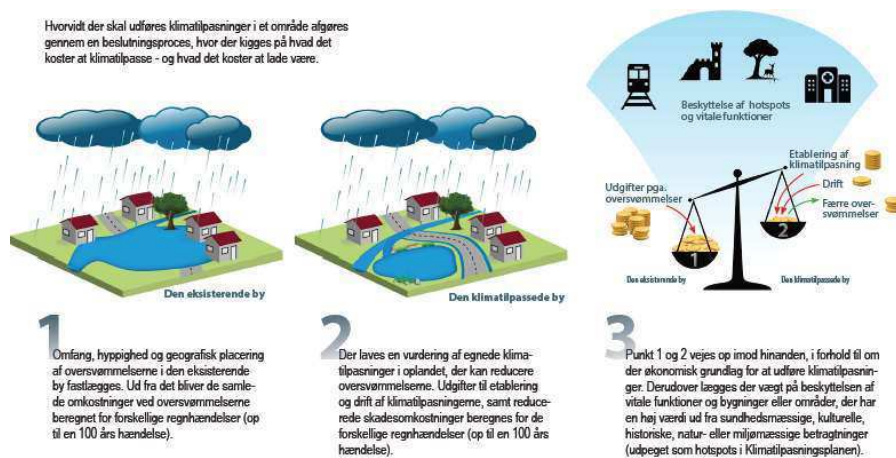 Hvorvidt der skal udføres klimatilpasninger i et område afgøres
gennem en beslutningsproces, hvor der kigges på hvad det
koster at klimatilpasse - og hvad det koster at lade være.
Den eksisterende by
1
Omfang, hyppighed og geografisk placering
af oversvømmelserne i den eksisterende
by fastlægges. Ud fra det bliver de samle-
de omkostninger ved oversvømmelserne
beregnet for forskellige regnhændelser (op
til en 100 års hændelse).
Den klimatilpassede by
2
Der laves en vurdering af egnede klima-
tilpasninger i oplandet, der kan reducere
oversvømmelserne. Udgifter til etablering
og drift af klimatilpasningerne, samt reduce-
rede skadesomkostninger beregnes for de
forskellige regnhændelser (op til en 100 års
hændelse).
Beskyttelse af hotspots
og vitale funktioner
Udgifter pga.
oversvømmelser
Etablering af
klimatilpasning
Drift
Færre over-
svømmelser
1
2
Den eksisterende by
Den klimatilpassede by
3
Punkt 1 og 2 vejes op imod hinanden, i forhold til om
der økonomisk grundlag for at udføre klimatilpasnin-
ger. Derudover lægges der vægt på beskyttelsen af
vitale funktioner og bygninger eller områder, der har
en høj værdi ud fra sundhedsmæssige, kulturelle,
historiske, natur- eller miljømæssige betragtninger
(udpeget som hotspots i Klimatilpasningsplanen).